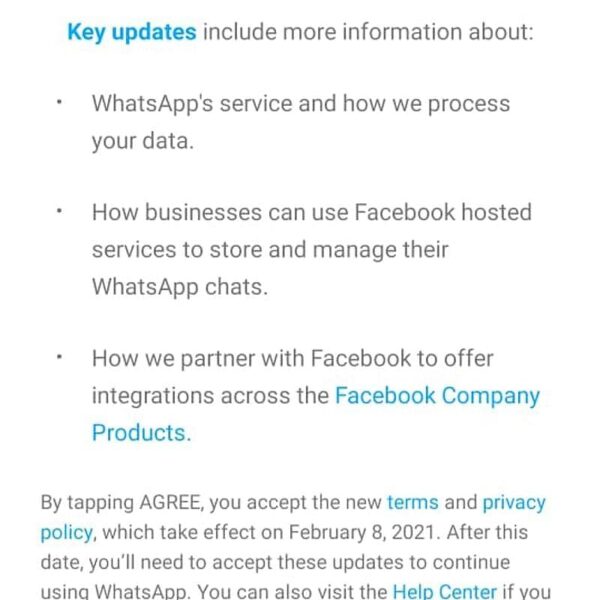 Key updates include more information about:
• WhatsApp's service and how we process
your data.
• How businesses can use Facebook hosted
services to store and manage their
WhatsApp chats.
• How we partner with Facebook to offer
integrations across the Facebook Company
Products.
By tapping AGREE, you accept the new terms and privacy
policy, which take effect on February 8, 2021. After this
date, you’ll need to accept these updates to continue
using WhatsApp. You can also visit the Help Center if you